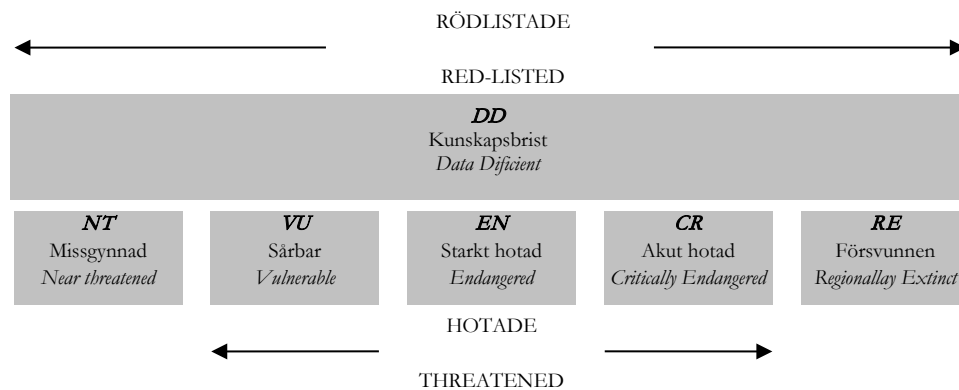 RÖDLISTADE
RED-LISTED
DD
Kunskapsbrist
Data Dificient
NT
Missgynnad
Near threatened
VU
Sårbar
Vulnerable
EN
Starkt hotad
Endangered
CR
Akut hotad
Critically Endangered
RE
Försvunnen
Regionallay Extinct
HOTADE
THREATENED